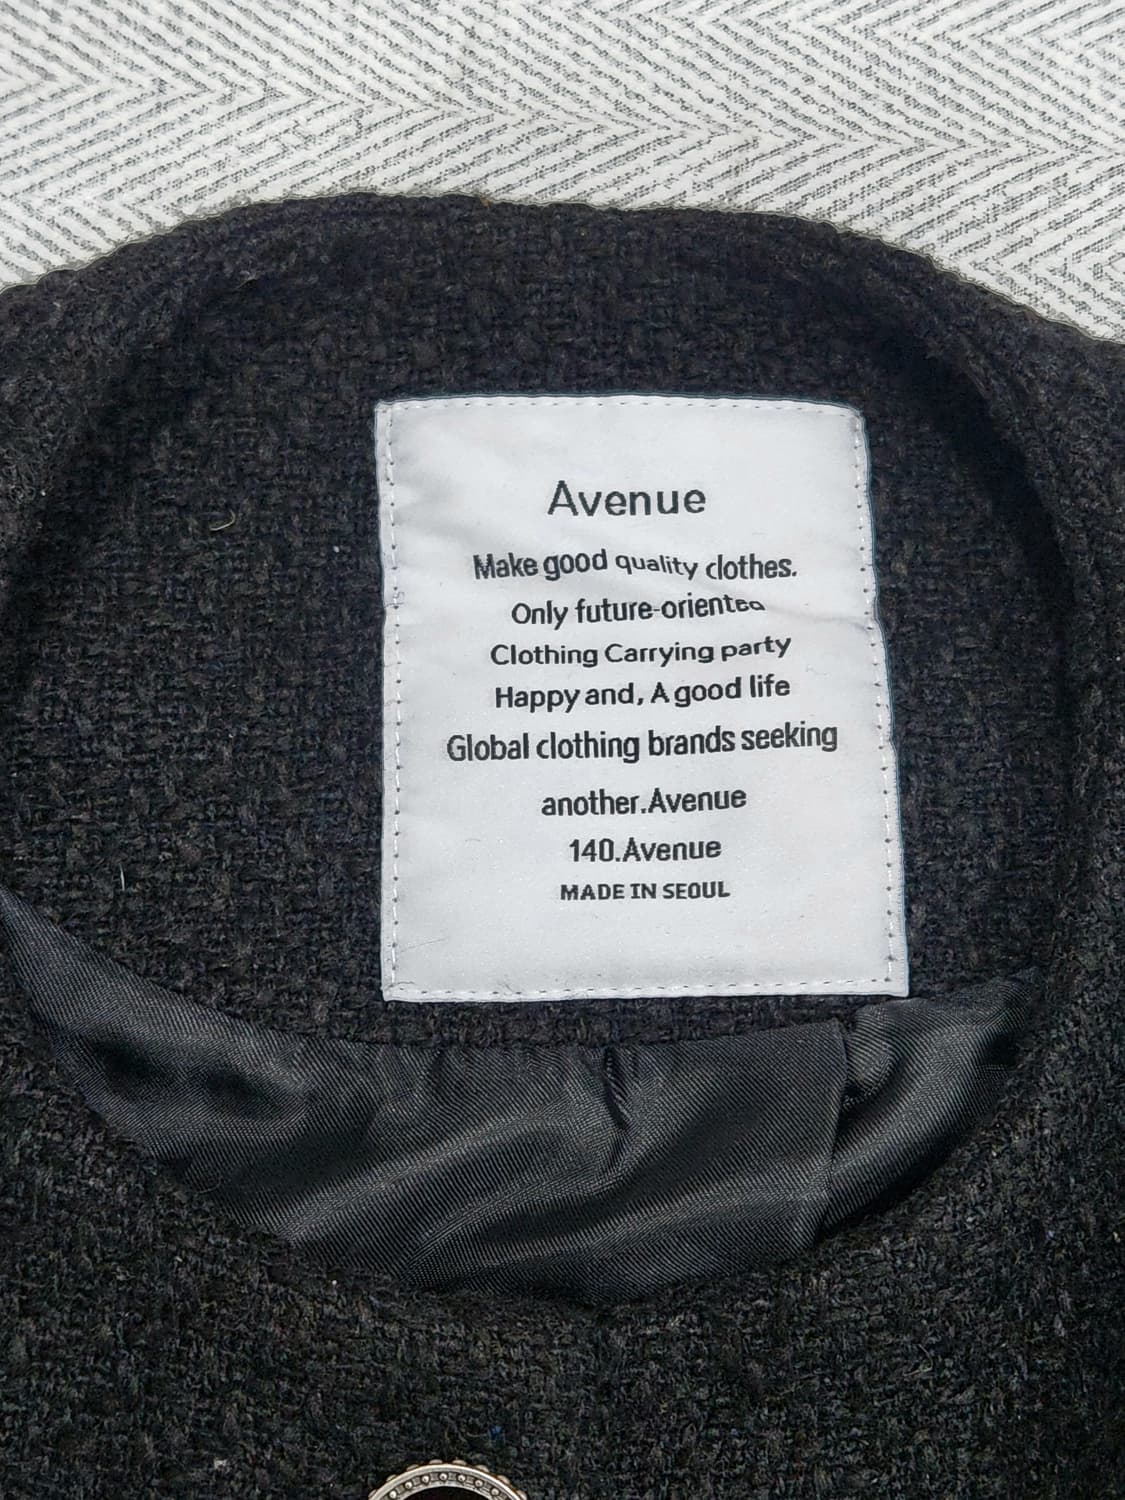 Avenue
Make good quality clothes.
Only future-oriented
Clothing Carrying party
Happy and, A good life
Global clothing brands seeking
another.Avenue
140.Avenue
MADE IN SEOUL